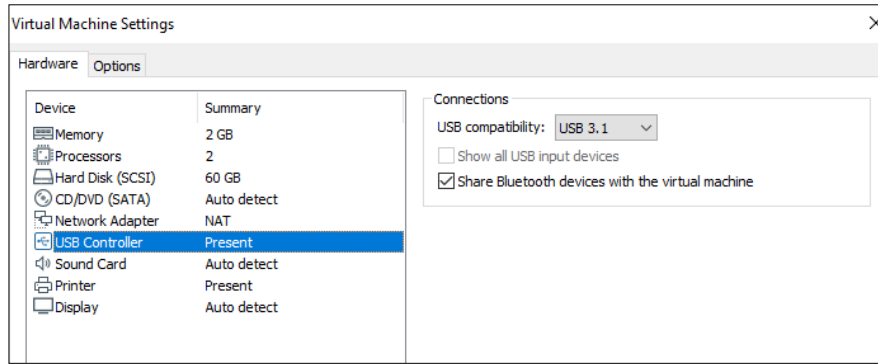 Virtual Machine Settings
Hardware Options
Device Summary
Memory 2 GB
Processors 2
Hard Disk (SCSI) 60 GB
CD/DVD (SATA) Auto detect
Network Adapter NAT
USB Controller Present
Sound Card Auto detect
Printer Present
Display Auto detect
Connections
USB compatibility: USB 3.1
Show all USB input devices
Share Bluetooth devices with the virtual machine